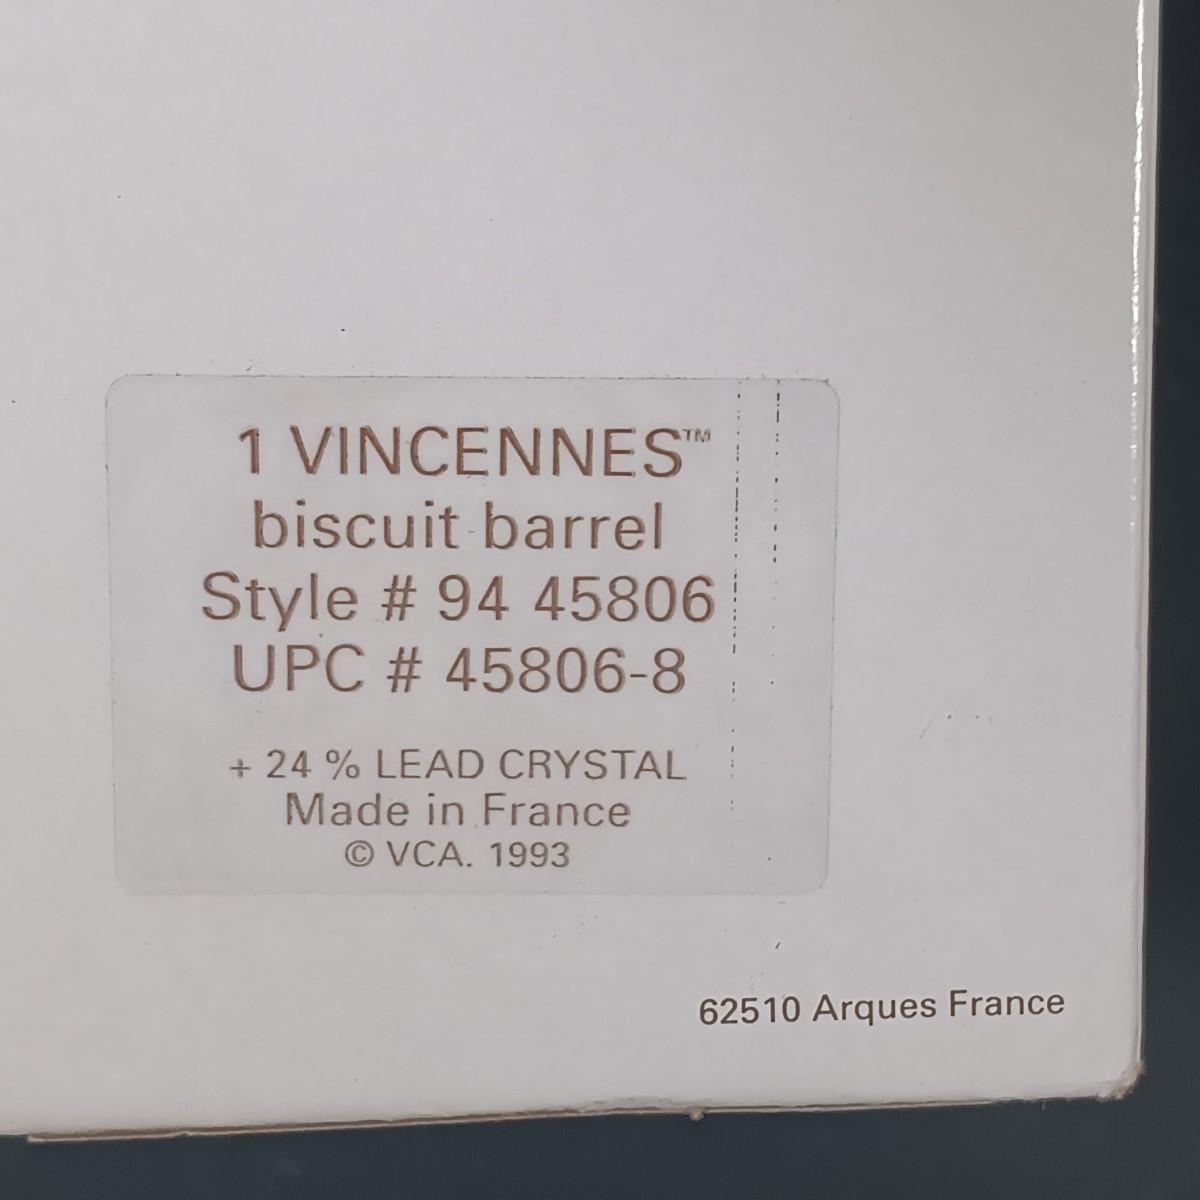 1 VINCENNES™
biscuit barrel
Style # 94 45806
UPC # 45806-8
+ 24 % LEAD CRYSTAL
Made in France
© VCA. 1993
62510 Arques France